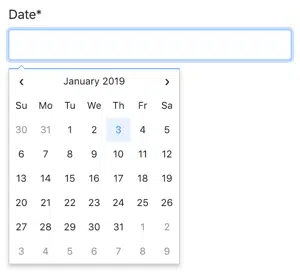 Date*
‹ January 2019 ›
Su Mo Tu We Th Fr Sa
30 31 1 2 3 4 5
6 7 8 9 10 11 12
13 14 15 16 17 18 19
20 21 22 23 24 25 26
27 28 29 30 31 1 2
3 4 5 6 7 8 9